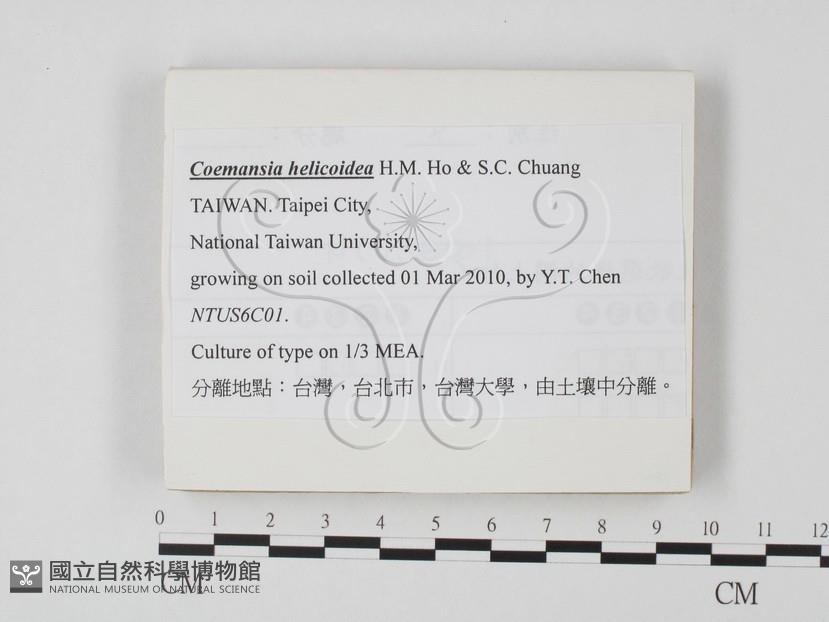 Coemansia helicoidea H.M. Ho & S.C. Chuang
TAIWAN. Taipei City,
National Taiwan University,
growing on soil collected 01 Mar 2010, by Y.T. Chen
NTUS6C01.
Culture of type on 1/3 MEA.
分離地點：台灣，台北市，台灣大學，由土壤中分離。
0 1 2 3 4 5 6 7 8 9 10 11 12
CM
CM
國立自然科學博物館
NATIONAL MUSEUM OF NATURAL SCIENCE